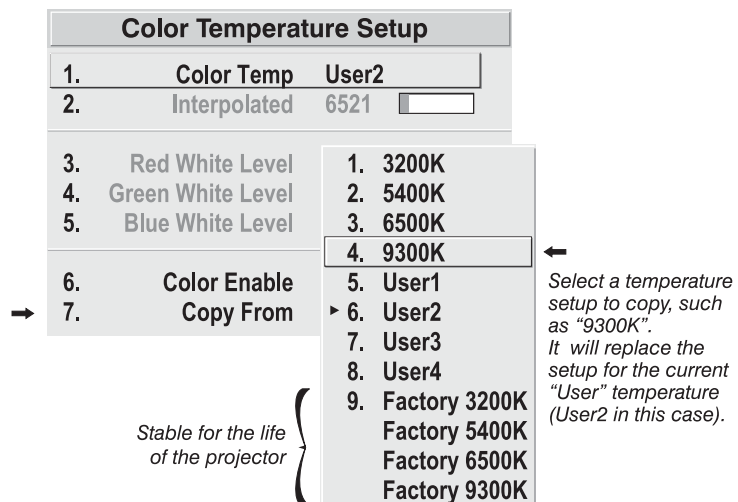 Color Temperature Setup
1. Color Temp User2
2. Interpolated 6521
3. Red White Level
4. Green White Level
5. Blue White Level
6. Color Enable
7. Copy From
1. 3200K
2. 5400K
3. 6500K
4. 9300K
5. User1
6. User2
7. User3
8. User4
9. Factory 3200K
Factory 5400K
Factory 6500K
Factory 9300K
Select a temperature
setup to copy, such
as “9300K”.
It will replace the
setup for the current
“User” temperature
(User2 in this case).
Stable for the life
of the projector